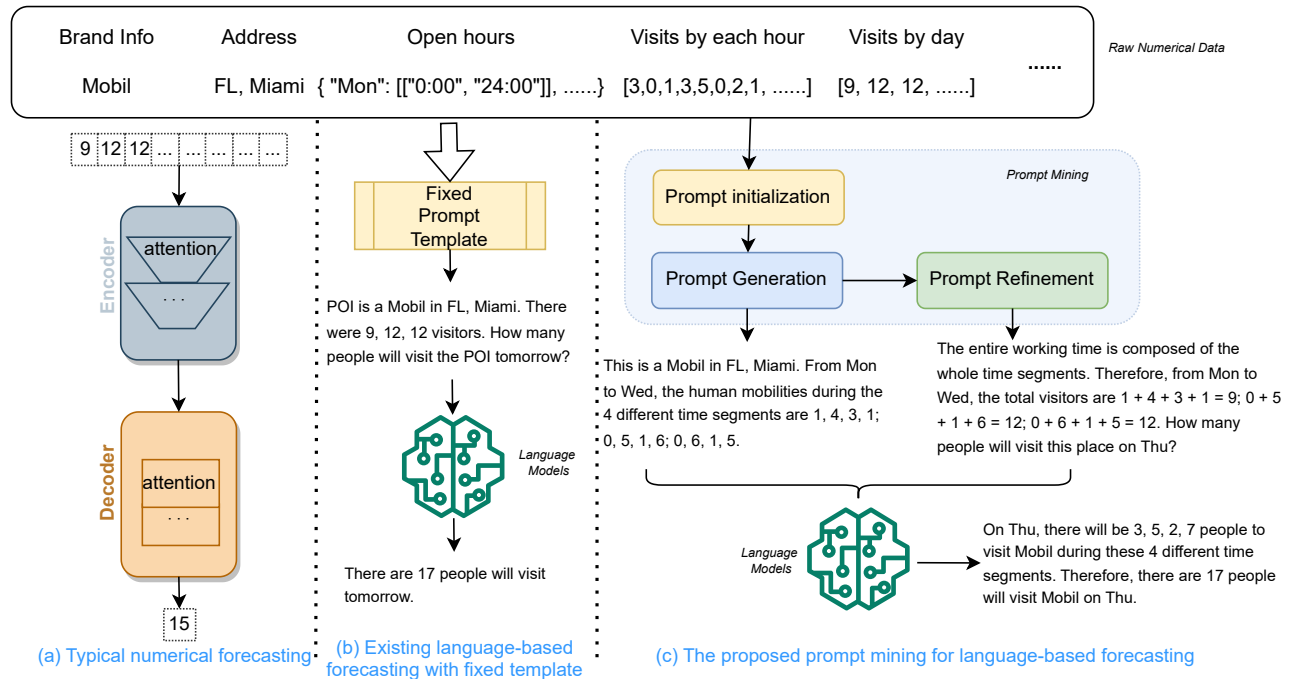 Brand Info Address Open hours Visits by each hour Visits by day
Raw Numerical Data
......
Mobil FL, Miami { "Mon": [["0:00", "24:00"]], ......} [3,0,1,3,5,0,2,1, ......] [9, 12, 12, ......]
9 12 12 ... ... ... ... ...
Encoder
attention
...
Decoder
attention
...
15
(a) Typical numerical forecasting
Fixed
Prompt
Template
POI is a Mobil in FL, Miami. There
were 9, 12, 12 visitors. How many
people will visit the POI tomorrow?
Language
Models
There are 17 people will visit
tomorrow.
(b) Existing language-based
forecasting with fixed template
Prompt Mining
Prompt initialization
Prompt Generation
Prompt Refinement
This is a Mobil in FL, Miami. From Mon
to Wed, the human mobilities during the
4 different time segments are 1, 4, 3, 1;
0, 5, 1, 6; 0, 6, 1, 5.
The entire working time is composed of the
whole time segments. Therefore, from Mon to
Wed, the total visitors are 1 + 4 + 3 + 1 = 9; 0 + 5
+ 1 + 6 = 12; 0 + 6 + 1 + 5 = 12. How many
people will visit this place on Thu?
Language
Models
On Thu, there will be 3, 5, 2, 7 people to
visit Mobil during these 4 different time
segments. Therefore, there are 17 people
will visit Mobil on Thu.
(c) The proposed prompt mining for language-based forecasting